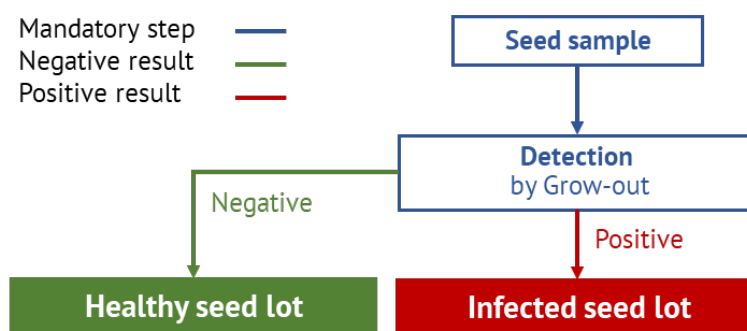 Mandatory step
Negative result
Positive result
Seed sample
Detection
by Grow-out
Negative
Positive
Healthy seed lot
Infected seed lot